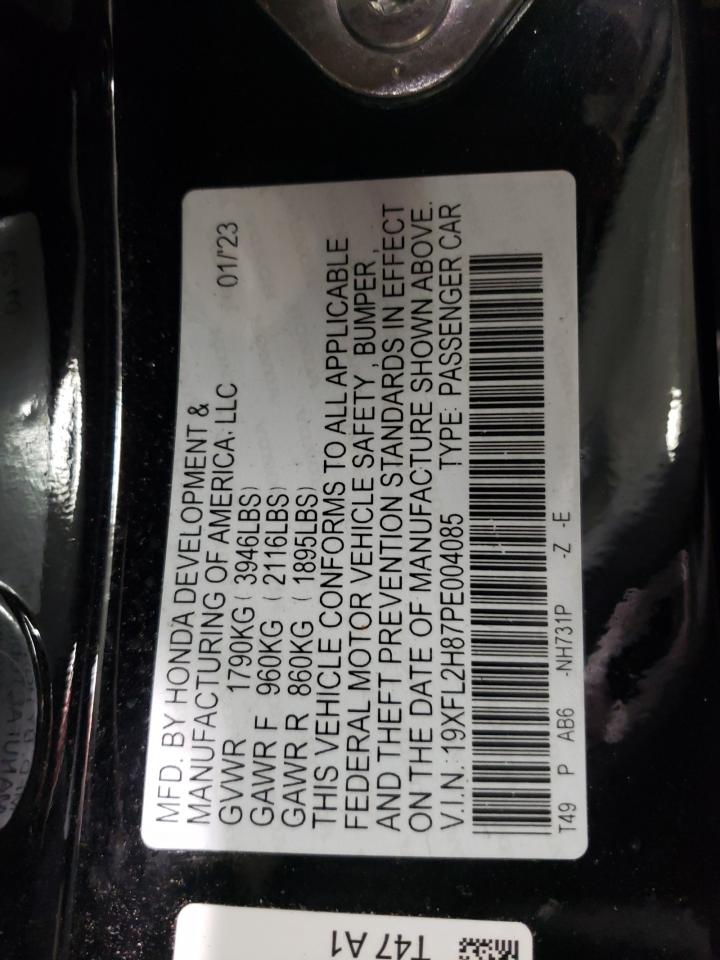 MFD. BY HONDA DEVELOPMENT &
MANUFACTURING OF AMERICA, LLC 01/'23
GVWR 1790KG ( 3946LBS)
GAWR F 960KG ( 2116LBS)
GAWR R 860KG ( 1895LBS)
THIS VEHICLE CONFORMS TO ALL APPLICABLE
FEDERAL MOTOR VEHICLE SAFETY, BUMPER,
AND THEFT PREVENTION STANDARDS IN EFFECT
ON THE DATE OF MANUFACTURE SHOWN ABOVE.
V.I.N. 19XFL2H87PE004085 TYPE: PASSENGER CAR
T49 P AB6 -NH731P -Z -E
T47 A1